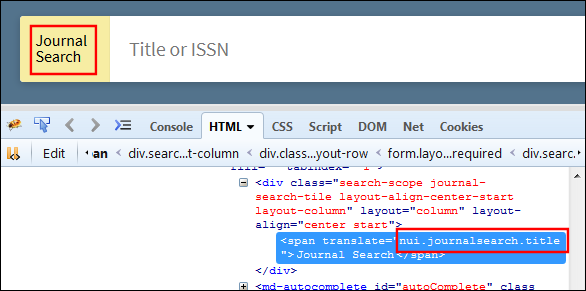 Journal
Search
Title or ISSN
Console HTML CSS Script DOM Net Cookies
Edit an < div.searc...t-column < div.class...yout-row < form.layo...required < div.searc.
<div class="search-scope journal-
search-tile layout-align-center-start
layout-column" layout="column" layout-
align="center start">
<span translate="nui.journalsearch.title
">Journal Search</span>
</div>
<md-autocomplete id="autoComplete" class